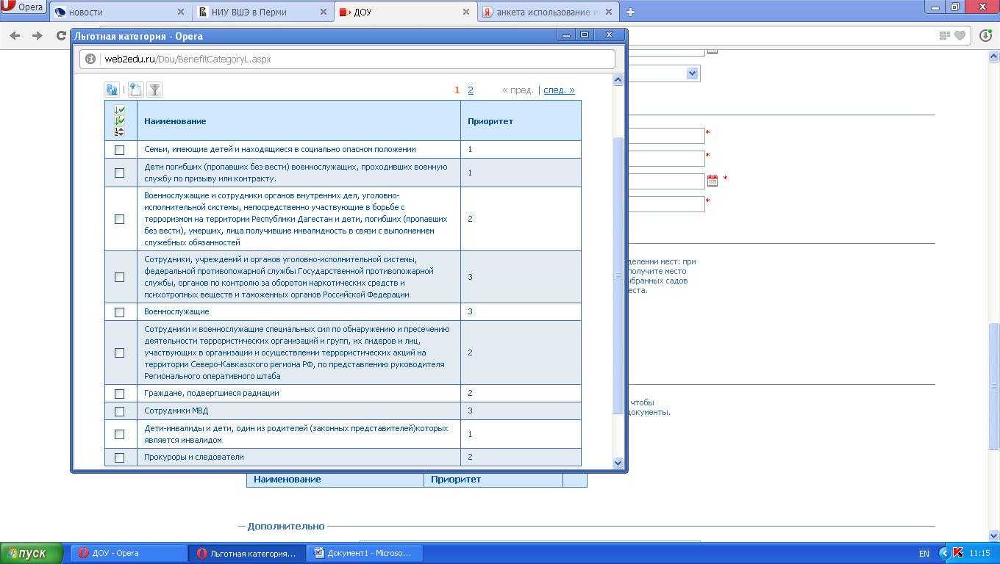 Opera
новости
НИУ ВШЭ в Перми
ДОУ
анкета использование
Льготная категория - Opera
web2edu.ru/Dou/BenefitCategoryL.aspx
1 2 « пред. | след. »
Наименование Приоритет
Семьи, имеющие детей и находящиеся в социально опасном положении 1
Дети погибших (пропавших без вести) военнослужащих, проходивших военную
службу по призыву или контракту.
1
Военнослужащие и сотрудники органов внутренних дел, уголовно-
исполнительной системы, непосредственно участвующие в борьбе с
терроризмом на территории Республики Дагестан и дети, погибших (пропавших
без вести), умерших, лица получившие инвалидность в связи с выполнением
служебных обязанностей
2
Сотрудники, учреждений и органов уголовно-исполнительной системы,
федеральной противопожарной службы Государственной противопожарной
службы, органов по контролю за оборотом наркотических средств и
психотропных веществ и таможенных органов Российской Федерации
3
Военнослужащие 3
Сотрудники и военнослужащие специальных сил по обнаружению и пресечению
деятельности террористических организаций и групп, их лидеров и лиц,
участвующих в организации и осуществлении террористических акций на
территории Северо-Кавказского региона РФ, по представлению руководителя
Регионального оперативного штаба
2
Граждане, подвергшиеся радиации 2
Сотрудники МВД 3
Дети-инвалиды и дети, один из родителей (законных представителей)которых
является инвалидом
1
Прокуроры и следователи 2
*
*
*
*
делении мест: при
получите место
ыбранных садов
еста.
чтобы
документы.
Наименование Приоритет
Дополнительно
пуск
ДОУ - Opera
Льготная категория...
Документ1 - Microso...
EN
11:15